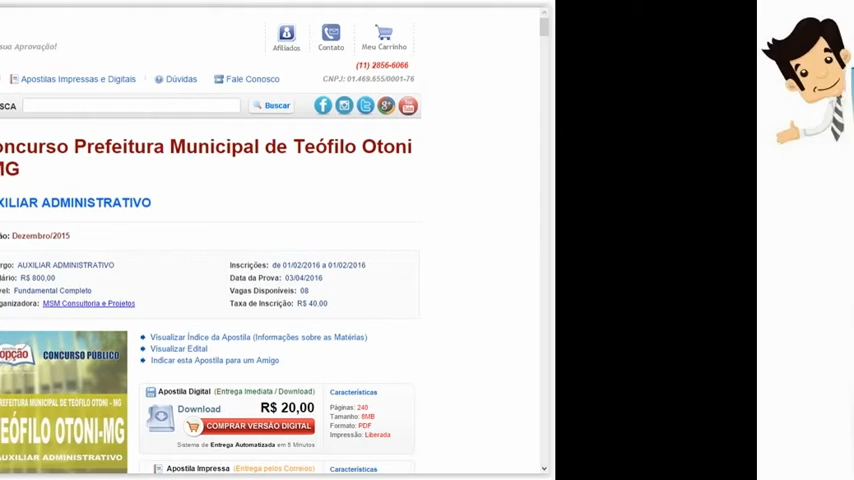 sua Aprovação!
Afiliados
Contato
Meu Carrinho
(11) 2856-6066
CNPJ: 01.469.655/0001-76
Apostilas Impressas e Digitais
Dúvidas
Fale Conosco
SCA
Buscar
oncurso Prefeitura Municipal de Teófilo Otoni
MG
XILIAR ADMINISTRATIVO
ão: Dezembro/2015
rgo: AUXILIAR ADMINISTRATIVO
Inscrições: de 01/02/2016 a 01/02/2016
lário: R$ 800,00
Data da Prova: 03/04/2016
vel: Fundamental Completo
Vagas Disponíveis: 08
ganizadora: MSM Consultoria e Projetos
Taxa de Inscrição: R$ 40,00
opção
CONCURSO PÚBLICO
REFEITURA MUNICIPAL DE TEÓFILO OTONI - MG
TEÓFILO OTONI-MG
AUXILIAR ADMINISTRATIVO
Visualizar Índice da Apostila (Informações sobre as Matérias)
Visualizar Edital
Indicar esta Apostila para um Amigo
Apostila Digital (Entrega Imediata / Download)
Download
R$ 20,00
COMPRAR VERSÃO DIGITAL
Sistema de Entrega Automatizada em 5 Minutos
Características
Páginas: 240
Tamanho: 6MB
Formato: PDF
Impressão: Liberada
Apostila Impressa (Entrega pelos Correios)
Características